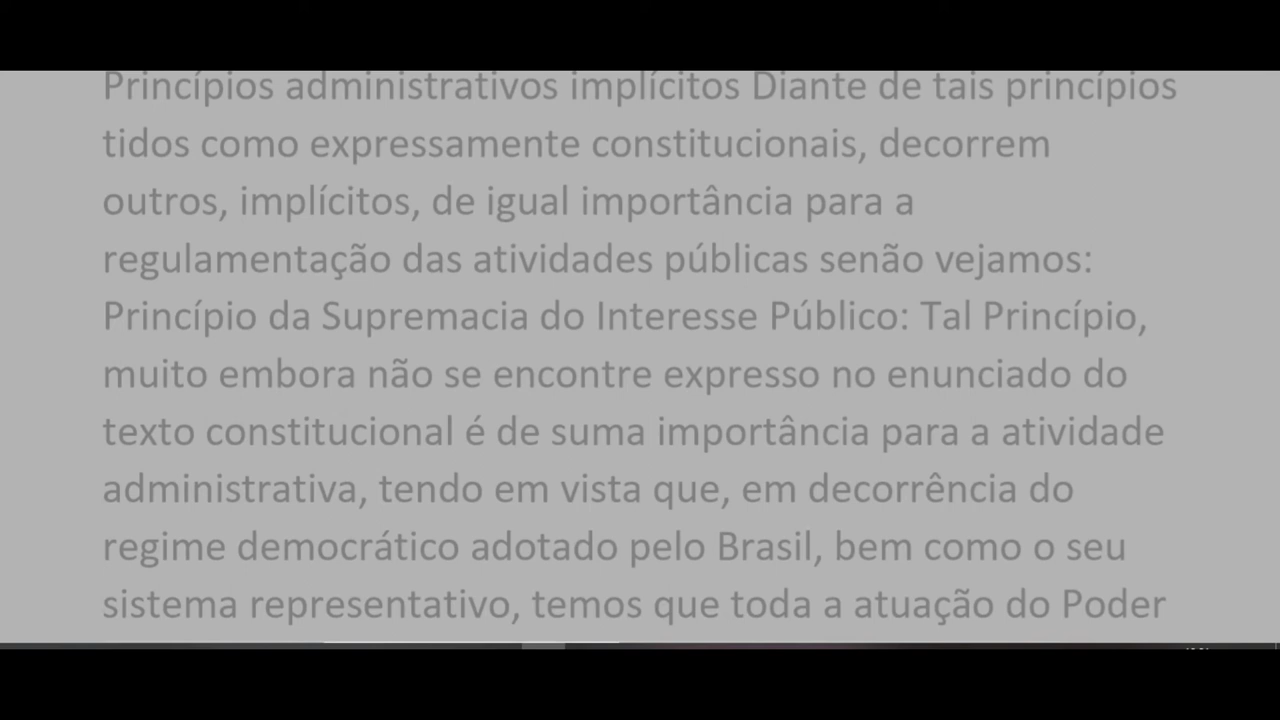 Princípios administrativos implícitos Diante de tais princípios
tidos como expressamente constitucionais, decorrem
outros, implícitos, de igual importância para a
regulamentação das atividades públicas senão vejamos:
Princípio da Supremacia do Interesse Público: Tal Princípio,
muito embora não se encontre expresso no enunciado do
texto constitucional é de suma importância para a atividade
administrativa, tendo em vista que, em decorrência do
regime democrático adotado pelo Brasil, bem como o seu
sistema representativo, temos que toda a atuação do Poder